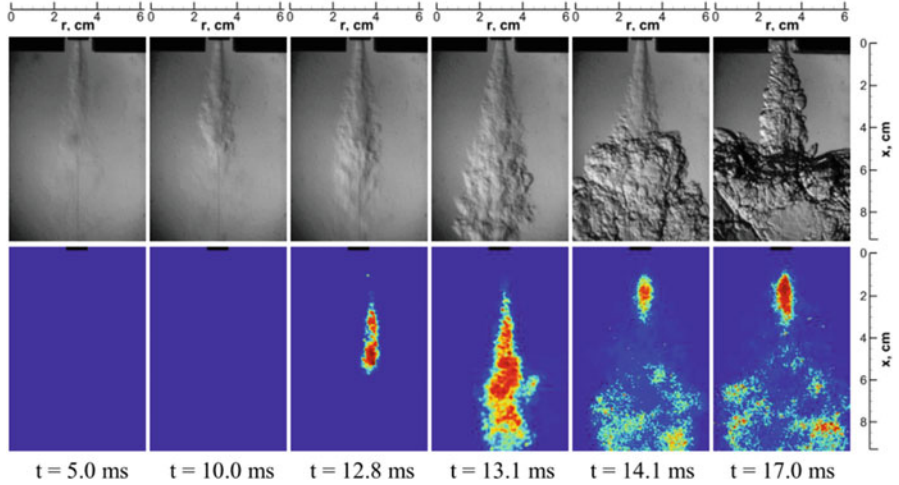 0 2 4 6 0 2 4 6 0 2 4 6 0 2 4 6 0 2 4 6 0 2 4 6
r, cm r, cm r, cm r, cm r, cm r, cm
0
2
4
6
8
x, cm
0
2
4
6
8
x, cm
t = 5.0 ms t = 10.0 ms t = 12.8 ms t = 13.1 ms t = 14.1 ms t = 17.0 ms